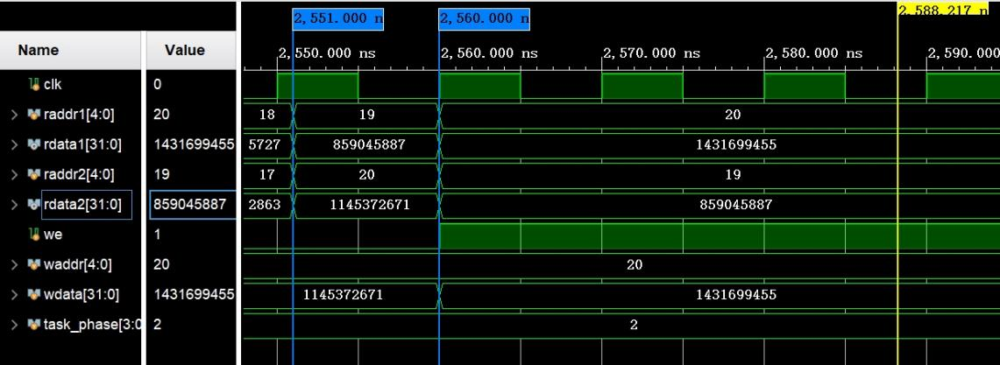 2,551.000 n 2,560.000 n 2,588.217 n
Name Value 2,550.000 ns 2,560.000 ns 2,570.000 ns 2,580.000 ns 2,590.000
clk 0
raddr1[4:0] 20 18 19 20
rdata1[31:0] 1431699455 5727 859045887 1431699455
raddr2[4:0] 19 17 20 19
rdata2[31:0] 859045887 2863 1145372671 859045887
we 1
waddr[4:0] 20 20
wdata[31:0] 1431699455 1145372671 1431699455
task_phase[3:0 2 2